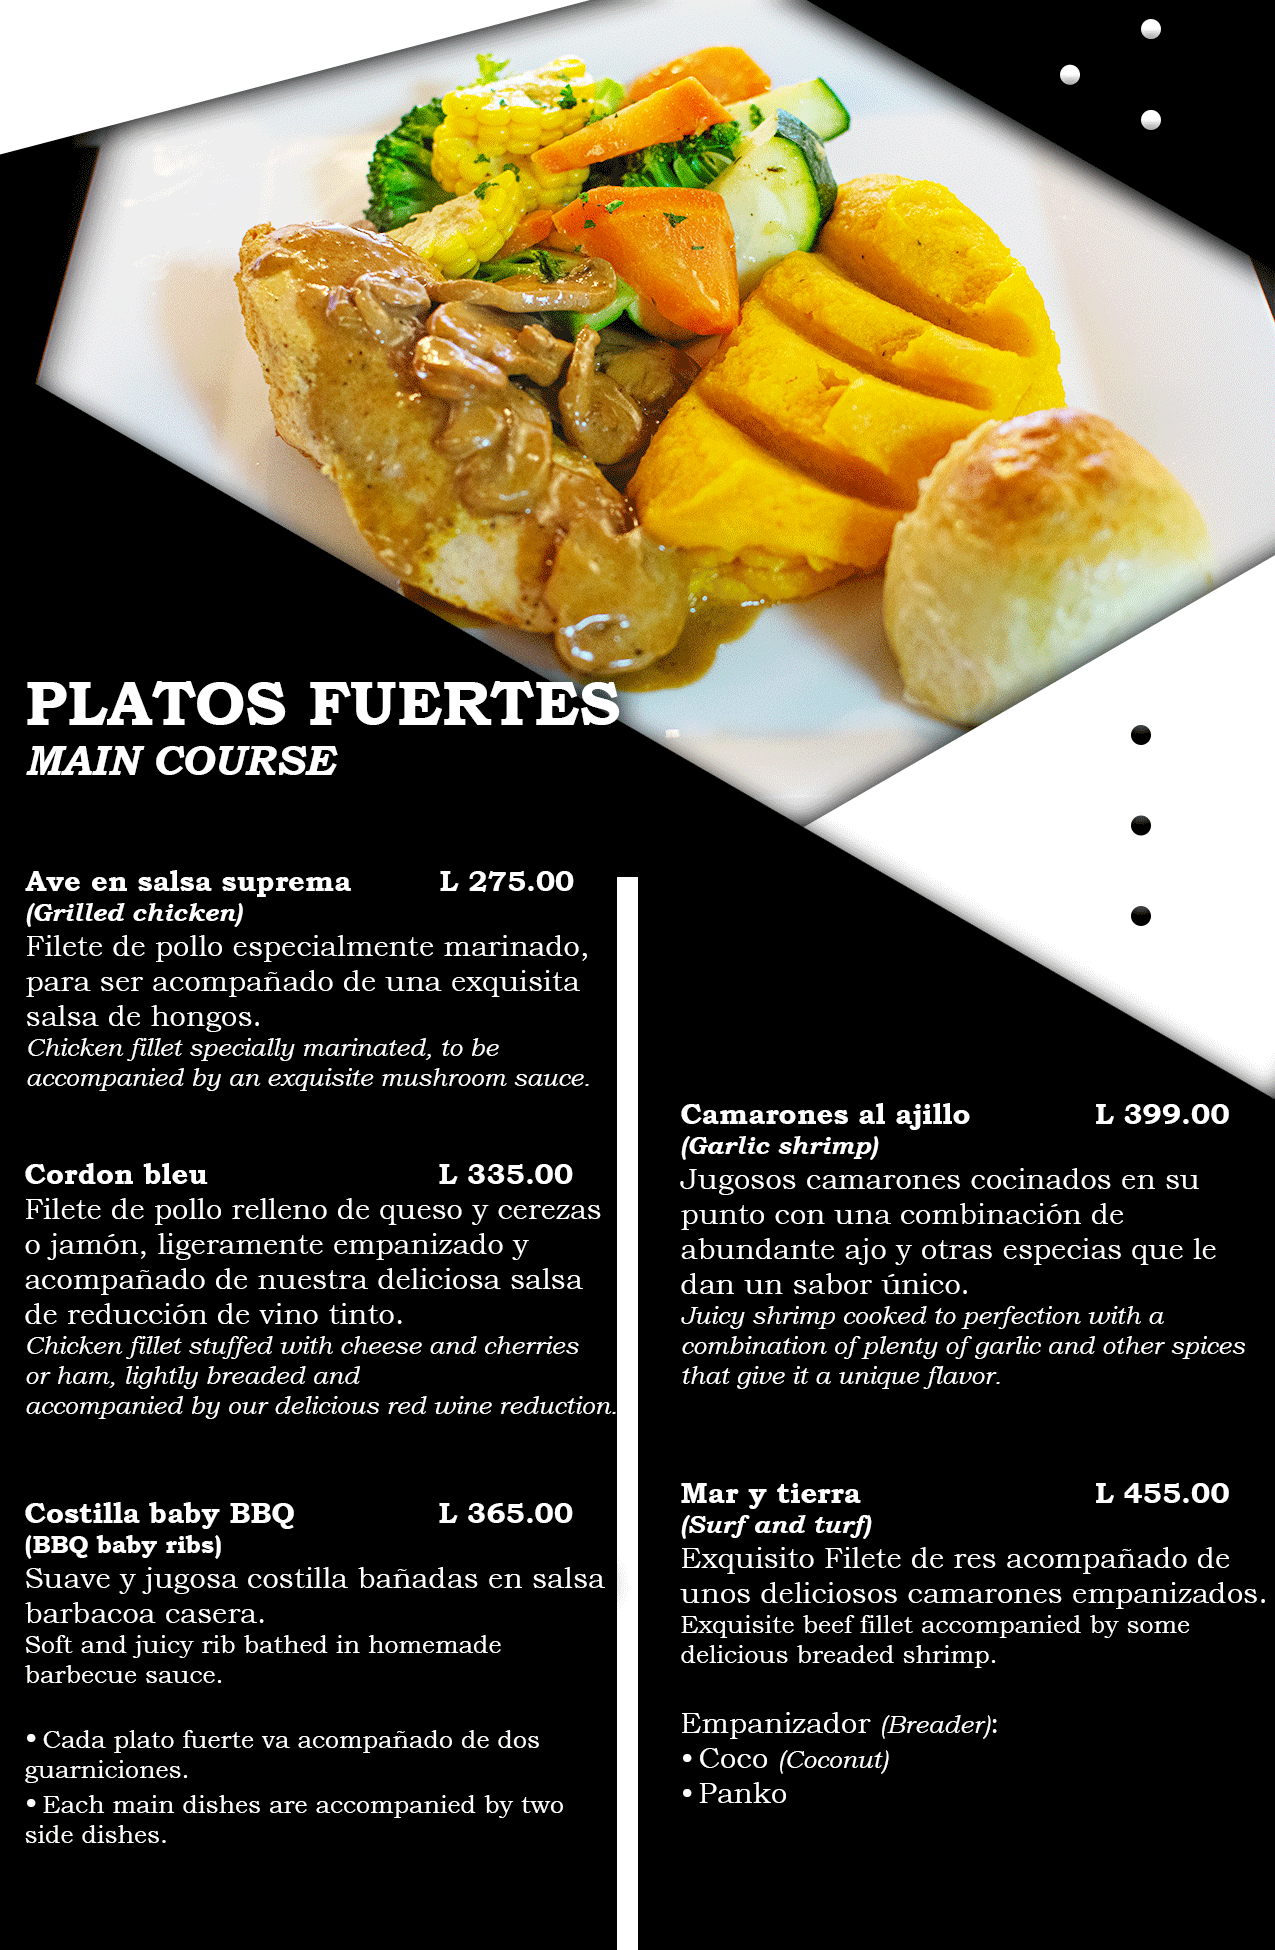 PLATOS FUERTES
MAIN COURSE
Ave en salsa suprema L 275.00
(Grilled chicken)
Filete de pollo especialmente marinado,
para ser acompañado de una exquisita
salsa de hongos.
Chicken fillet specially marinated, to be
accompanied by an exquisite mushroom sauce.
Cordon bleu L 335.00
Filete de pollo relleno de queso y cerezas
o jamón, ligeramente empanizado y
acompañado de nuestra deliciosa salsa
de reducción de vino tinto.
Chicken fillet stuffed with cheese and cherries
or ham, lightly breaded and
accompanied by our delicious red wine reduction.
Costilla baby BBQ L 365.00
(BBQ baby ribs)
Suave y jugosa costilla bañadas en salsa
barbacoa casera.
Soft and juicy rib bathed in homemade
barbecue sauce.
• Cada plato fuerte va acompañado de dos
guarniciones.
• Each main dishes are accompanied by two
side dishes.
Camarones al ajillo L 399.00
(Garlic shrimp)
Jugosos camarones cocinados en su
punto con una combinación de
abundante ajo y otras especias que le
dan un sabor único.
Juicy shrimp cooked to perfection with a
combination of plenty of garlic and other spices
that give it a unique flavor.
Mar y tierra L 455.00
(Surf and turf)
Exquisito Filete de res acompañado de
unos deliciosos camarones empanizados.
Exquisite beef fillet accompanied by some
delicious breaded shrimp.
Empanizador (Breader):
• Coco (Coconut)
• Panko